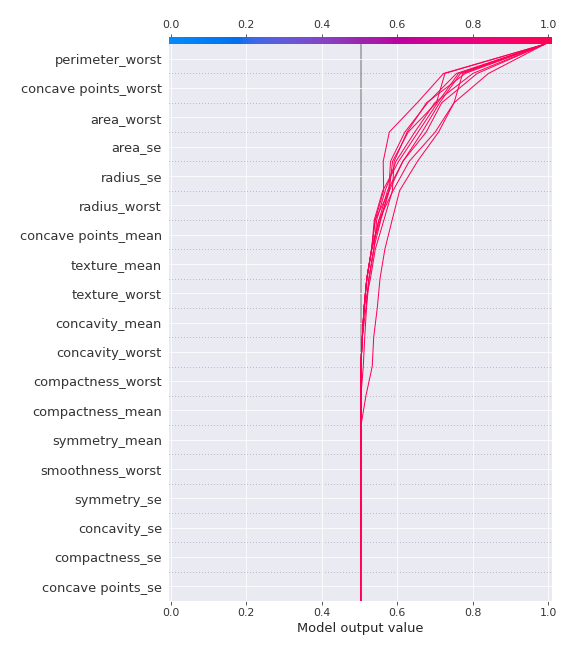 0.0 0.2 0.4 0.6 0.8 1.0
perimeter_worst
concave points_worst
area_worst
area_se
radius_se
radius_worst
concave points_mean
texture_mean
texture_worst
concavity_mean
concavity_worst
compactness_worst
compactness_mean
symmetry_mean
smoothness_worst
symmetry_se
concavity_se
compactness_se
concave points_se
0.0 0.2 0.4 0.6 0.8 1.0
Model output value